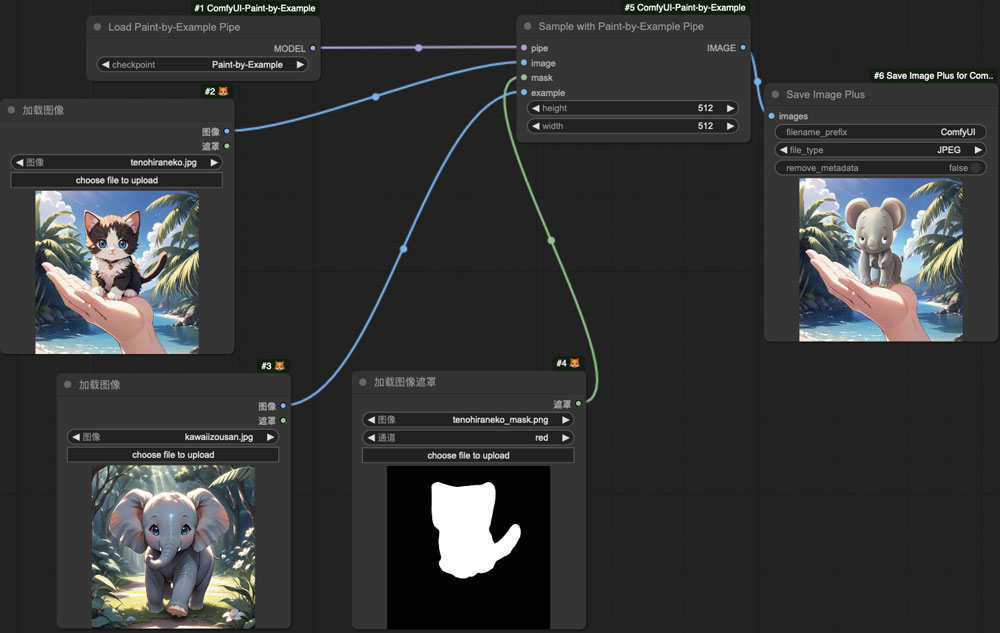 #1 ComfyUI-Paint-by-Example
Load Paint-by-Example Pipe
MODEL
checkpoint
Paint-by-Example
#2 🦊
加载图像
图像
遮罩
图像
tenohiraneko.jpg
choose file to upload
#3 🦊
加载图像
图像
遮罩
图像
kawaiizousan.jpg
choose file to upload
#4 🦊
加载图像遮罩
遮罩
图像
tenohiraneko_mask.png
通道
red
choose file to upload
#5 ComfyUI-Paint-by-Example
Sample with Paint-by-Example Pipe
pipe
IMAGE
image
mask
example
height
512
width
512
#6 Save Image Plus for Com..
Save Image Plus
images
filename_prefix
ComfyUI
file_type
JPEG
remove_metadata
false